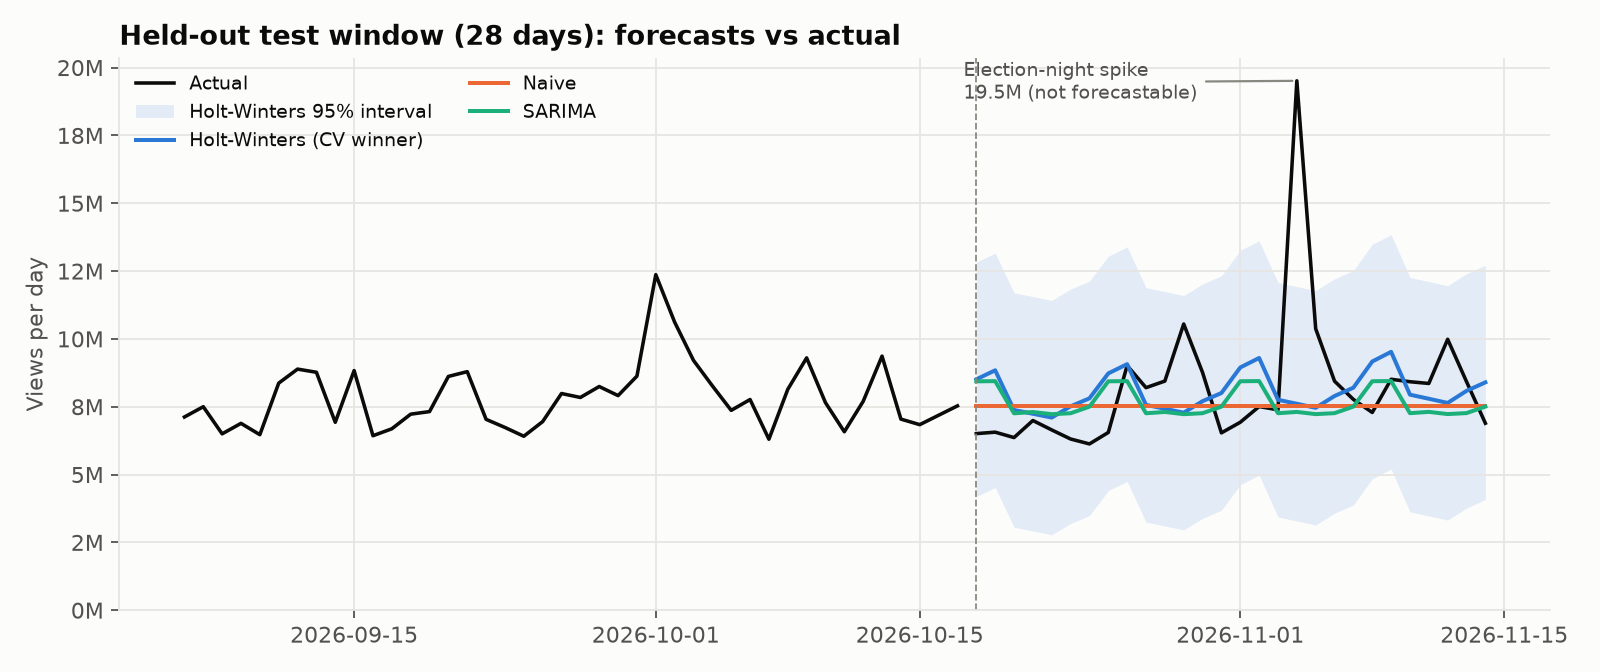 Held-out test window (28 days): forecasts vs actual
Actual
Holt-Winters 95% interval
Holt-Winters (CV winner)
Naive
SARIMA
Election-night spike
19.5M (not forecastable)
Views per day
20M
18M
15M
12M
10M
8M
5M
2M
0M
2026-09-15
2026-10-01
2026-10-15
2026-11-01
2026-11-15